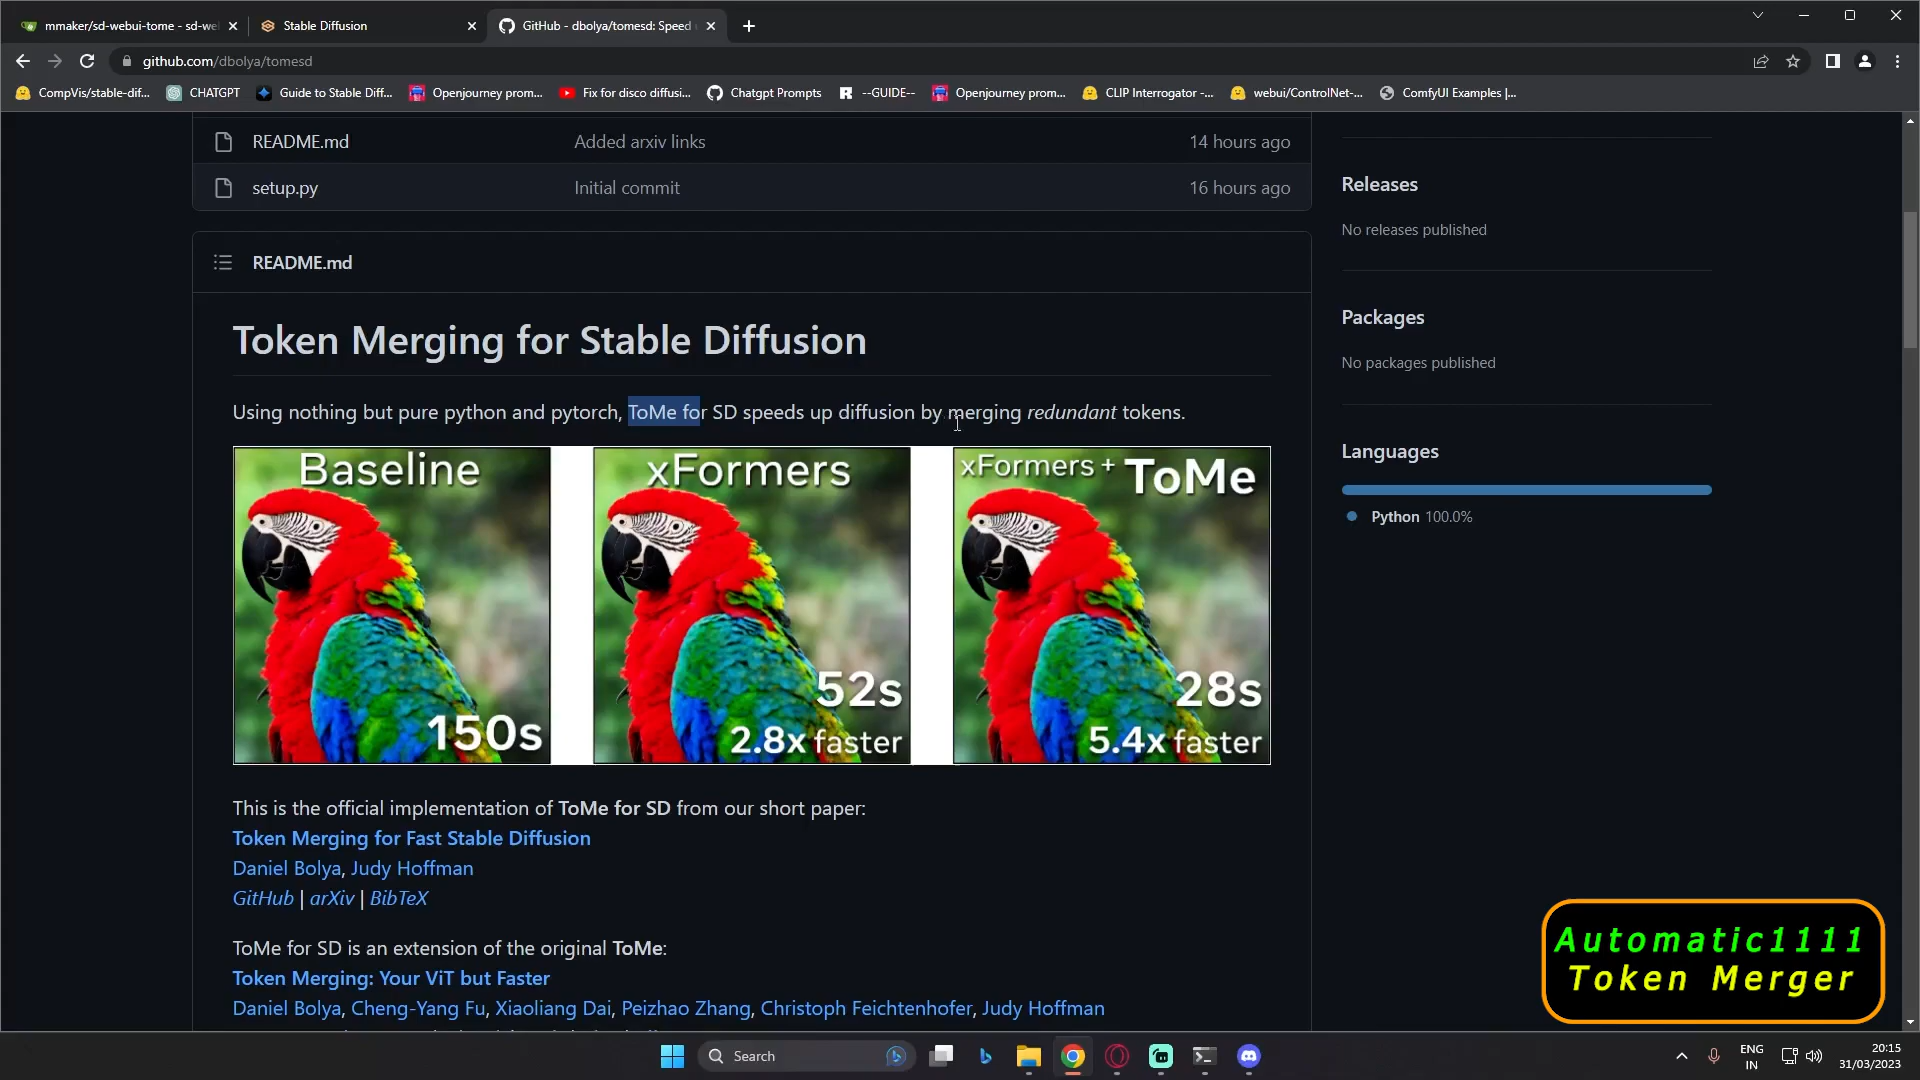 mmaker/sd-webui-tome - sd-we
Stable Diffusion
GitHub - dbolya/tomesd: Speed
github.com/dbolya/tomesd
CompVis/stable-dif...
CHATGPT
Guide to Stable Diff...
Openjourney prom...
Fix for disco diffusi...
Chatgpt Prompts
--GUIDE--
Openjourney prom...
CLIP Interrogator -...
webui/ControlNet-...
ComfyUI Examples |...
README.md Added arxiv links 14 hours ago
setup.py Initial commit 16 hours ago
README.md
Token Merging for Stable Diffusion
Using nothing but pure python and pytorch, ToMe for SD speeds up diffusion by merging redundant tokens.
Baseline
150s
xFormers
52s
2.8x faster
xFormers + ToMe
28s
5.4x faster
This is the official implementation of ToMe for SD from our short paper:
Token Merging for Fast Stable Diffusion
Daniel Bolya, Judy Hoffman
GitHub | arXiv | BibTeX
ToMe for SD is an extension of the original ToMe:
Token Merging: Your ViT but Faster
Daniel Bolya, Cheng-Yang Fu, Xiaoliang Dai, Peizhao Zhang, Christoph Feichtenhofer, Judy Hoffman
Releases
No releases published
Packages
No packages published
Languages
Python 100.0%
Automatic1111
Token Merger
Search
ENG
IN
20:15
31/03/2023